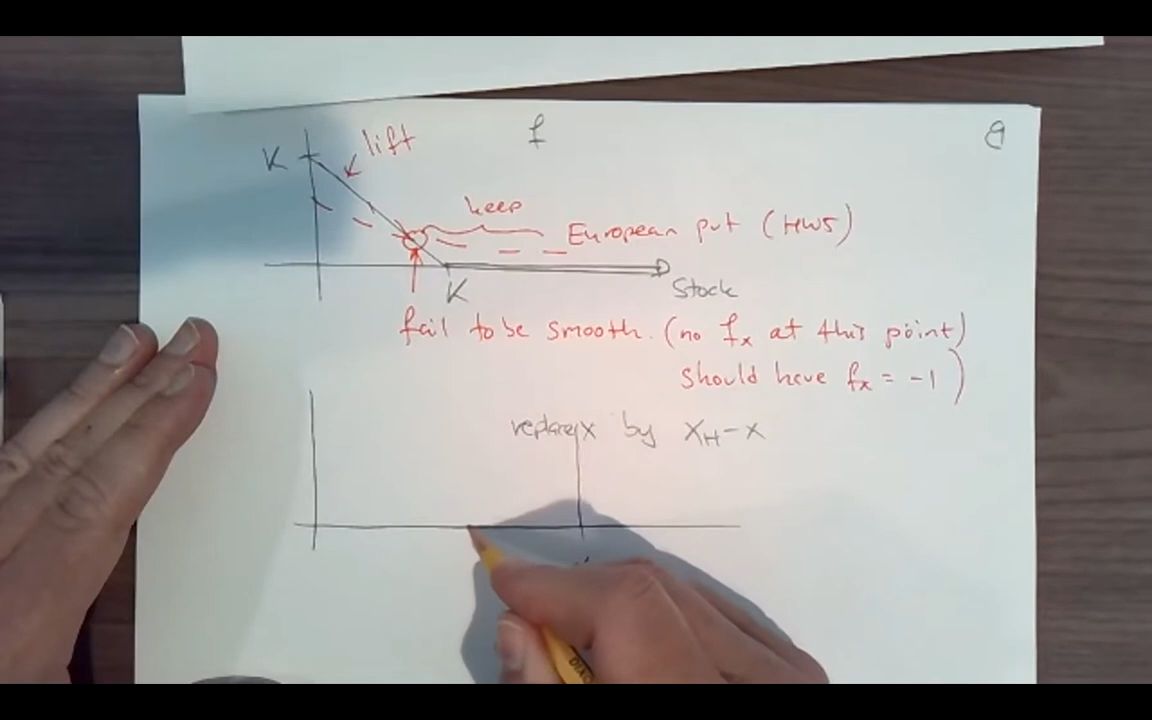 f
K lift
keep
European put (HW5)
K Stock
fail to be smooth. (no fx at this point)
should have fx = -1)
replace x by xH-x